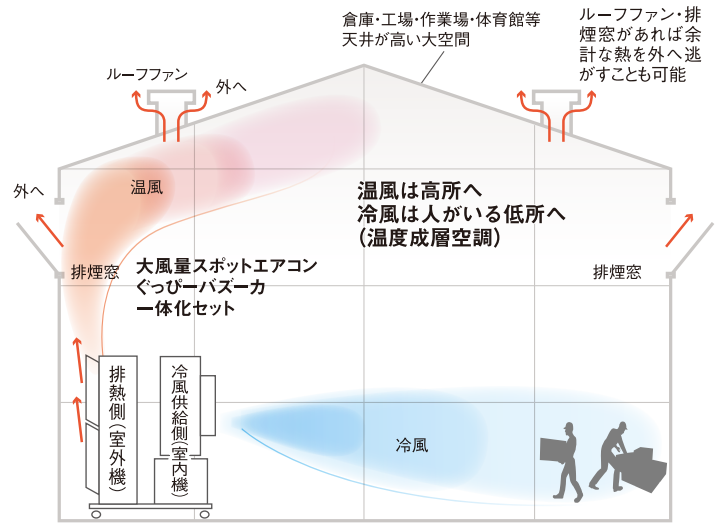 倉庫・工場・作業場・体育館等
天井が高い大空間
ルーフファン・排
煙窓があれば余
計な熱を外へ逃
がすことも可能
ルーフファン
外へ
外へ
温風
温風は高所へ
冷風は人がいる低所へ
（温度成層空調）
排煙窓
大風量スポットエアコン
ぐっぴーバズーカ
一体化セット
排煙窓
排熱側（室外機）
冷風供給側（室内機）
冷風